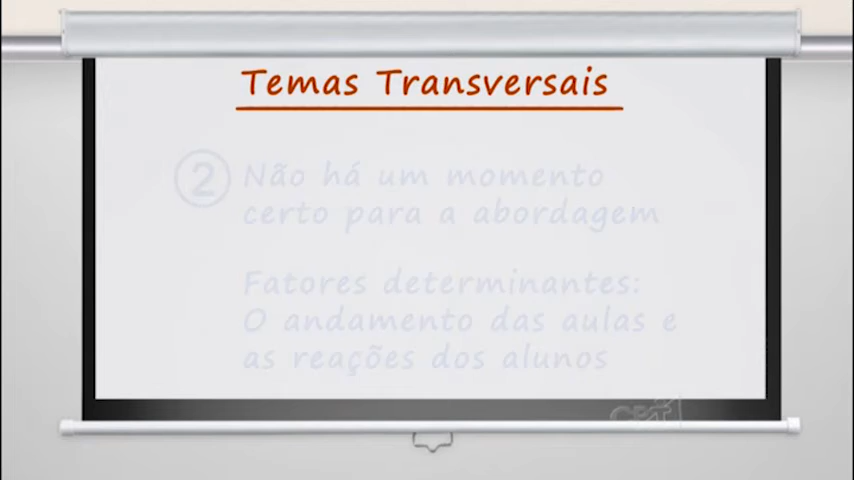 Temas Transversais
2 Não há um momento
certo para a abordagem
Fatores determinantes:
O andamento das aulas e
as reações dos alunos
CPT